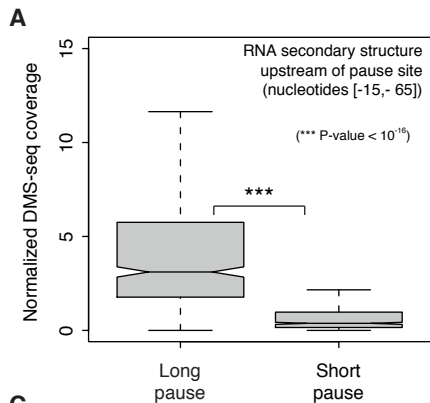 A
15
RNA secondary structure
upstream of pause site
(nucleotides [-15,- 65])
(*** P-value < 10^-16)
10
***
5
0
Normalized DMS-seq coverage
Long
pause
Short
pause
C